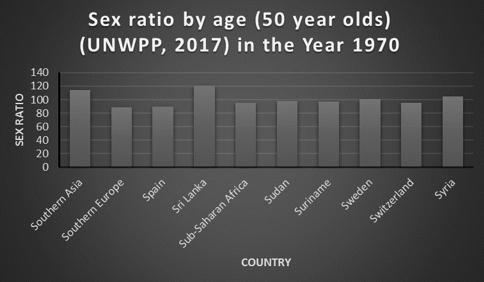 Sex ratio by age (50 year olds)
(UNWPP, 2017) in the Year 1970
140
120
100
80
60
40
20
0
SEX RATIO
Southern Asia
Southern Europe
Spain
Sri Lanka
Sub-Saharan Africa
Sudan
Suriname
Sweden
Switzerland
Syria
COUNTRY